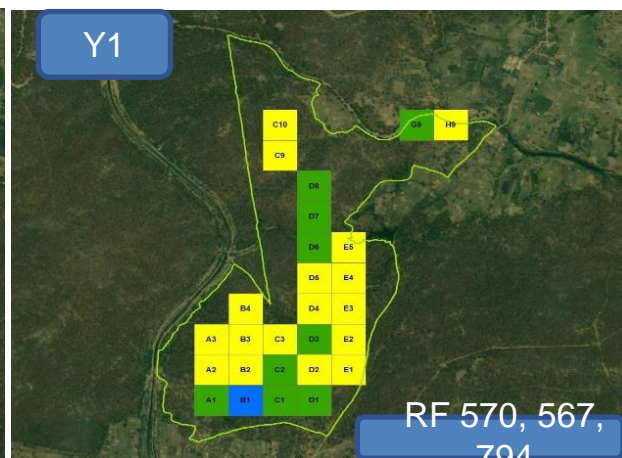 Y1
C10
G9 H9
C9
D8
D7
D6 E5
D5 E4
B4 D4 E3
A3 B3 C3 D3 E2
A2 B2 C2 D2 E1
A1 B1 C1 D1
RF 570, 567,
794